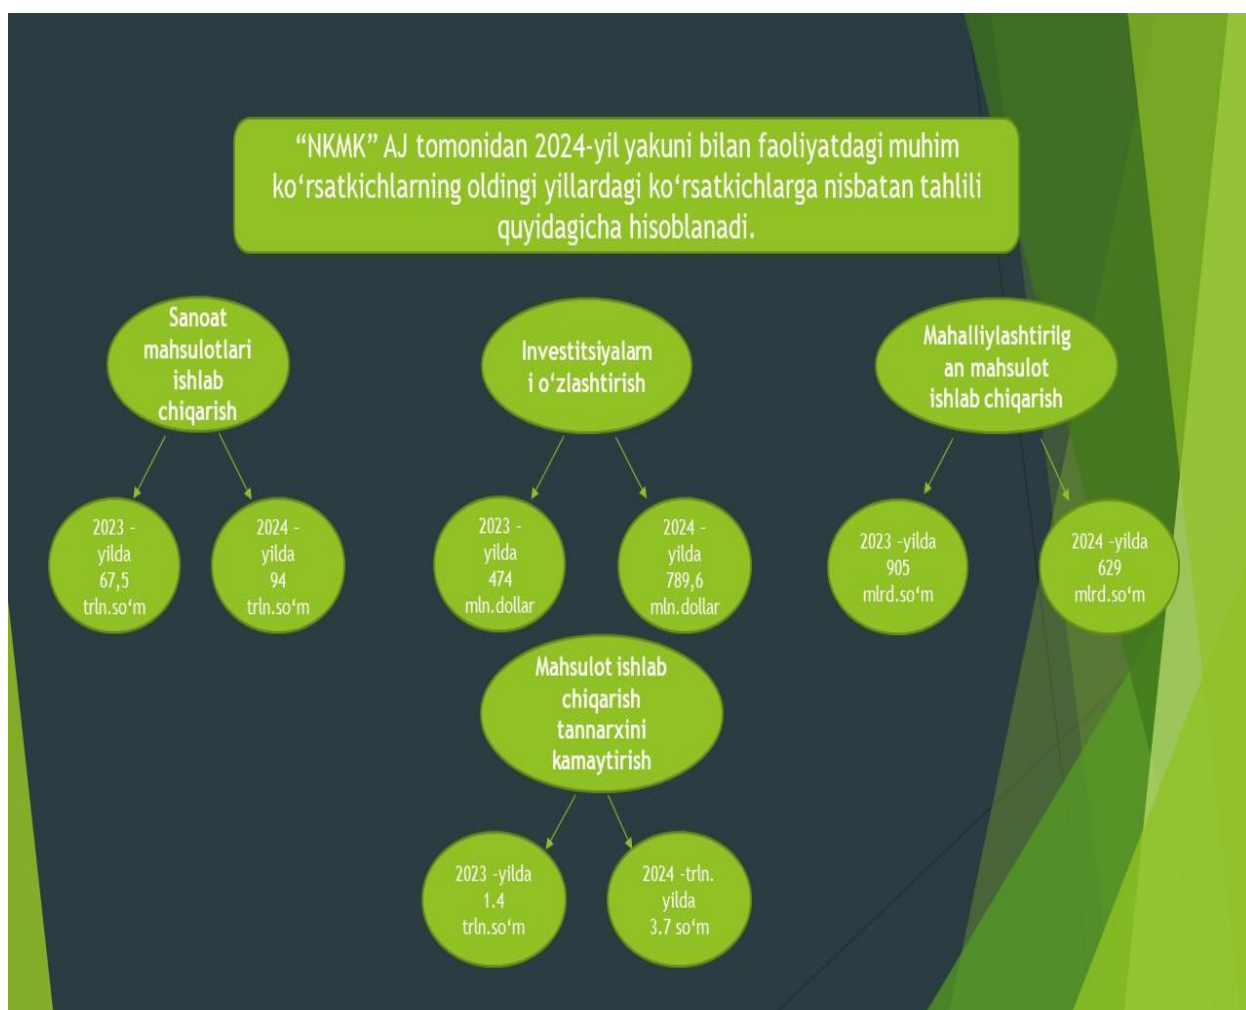 “NKMK” AJ tomonidan 2024-yil yakuni bilan faoliyatdagi muhim
ko‘rsatkichlarning oldingi yillardagi ko‘rsatkichlarga nisbatan tahlili
quyidagicha hisoblanadi.
Sanoat
mahsulotlari
ishlab
chiqarish
2023 -
yilda
67,5
trln.so‘m
2024 -
yilda
94
trln.so‘m
Investitsiyalarn
i o‘zlashtirish
2023 -
yilda
474
mln.dollar
2024 -
yilda
789,6
mln.dollar
Mahalliylashtirilg
an mahsulot
ishlab chiqarish
2023 -yilda
905
mlrd.so‘m
2024 -yilda
629
mlrd.so‘m
Mahsulot ishlab
chiqarish
tannarxini
kamaytirish
2023 -yilda
1.4
trln.so‘m
2024 -trln.
yilda
3.7 so‘m